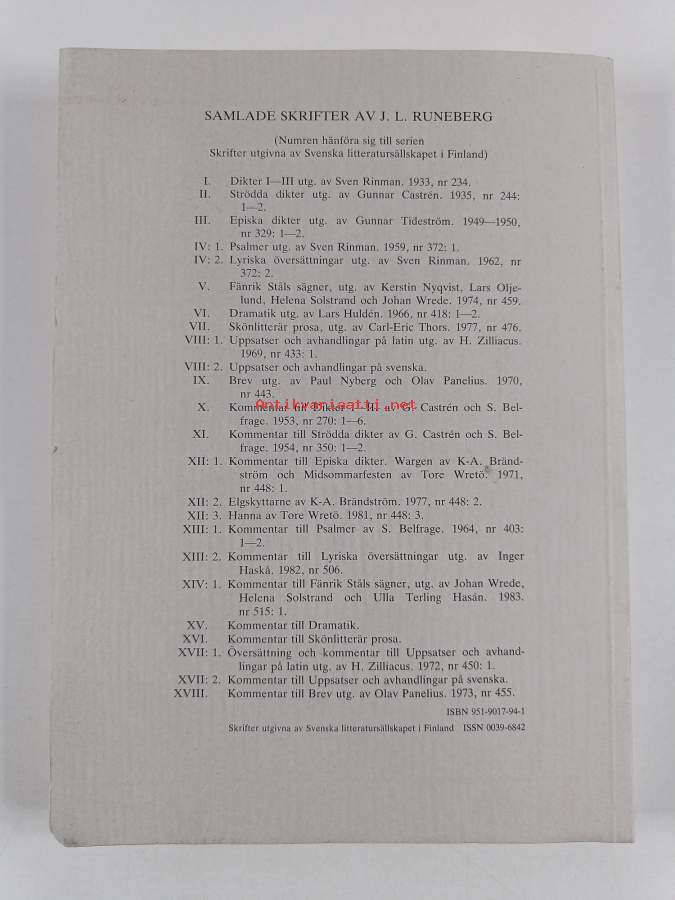 SAMLADE SKRIFTER AV J. L. RUNEBERG
(Numren hänföra sig till serien
Skrifter utgivna av Svenska litteratursällskapet i Finland)
I. Dikter I—III utg. av Sven Rinman. 1933, nr 234.
II. Strödda dikter utg. av Gunnar Castrén. 1935, nr 244:
1—2.
III. Episka dikter utg. av Gunnar Tideström. 1949—1950,
nr 329: 1—2.
IV: 1. Psalmer utg. av Sven Rinman. 1959, nr 372: 1.
IV: 2. Lyriska översättningar utg. av Sven Rinman. 1962, nr
372: 2.
V. Fänrik Ståls sägner, utg. av Kerstin Nyqvist, Lars Olje-
lund, Helena Solstrand och Johan Wrede. 1974, nr 459.
VI. Dramatik utg. av Lars Huldén. 1966, nr 418: 1—2.
VII. Skönlitterär prosa, utg. av Carl-Eric Thors. 1977, nr 476.
VIII: 1. Uppsatser och avhandlingar på latin utg. av H. Zilliacus.
1969, nr 433: 1.
VIII: 2. Uppsatser och avhandlingar på svenska.
IX. Brev utg. av Paul Nyberg och Olav Panelius. 1970,
nr 443.
Antikvariaatti.net
X. Kommentar till Dikter I—III av G. Castrén och S. Bel-
frage. 1953, nr 270: 1—6.
XI. Kommentar till Strödda dikter av G. Castrén och S. Bel-
frage. 1954, nr 350: 1—2.
XII: 1. Kommentar till Episka dikter. Wargen av K-A. Bränd-
ström och Midsommarfesten av Tore Wretö. 1971,
nr 448: 1.
XII: 2. Elgskyttarne av K-A. Brändström. 1977, nr 448: 2.
XII: 3. Hanna av Tore Wretö. 1981, nr 448: 3.
XIII: 1. Kommentar till Psalmer av S. Belfrage. 1964, nr 403:
1—2.
XIII: 2. Kommentar till Lyriska översättningar utg. av Inger
Haskå. 1982, nr 506.
XIV: 1. Kommentar till Fänrik Ståls sägner, utg. av Johan Wrede,
Helena Solstrand och Ulla Terling Hasán. 1983.
nr 515: 1.
XV. Kommentar till Dramatik.
XVI. Kommentar till Skönlitterär prosa.
XVII: 1. Översättning och kommentar till Uppsatser och avhand-
lingar på latin utg. av H. Zilliacus. 1972, nr 450: 1.
XVII: 2. Kommentar till Uppsatser och avhandlingar på svenska.
XVIII. Kommentar till Brev utg. av Olav Panelius. 1973, nr 455.
ISBN 951-9017-94-1
Skrifter utgivna av Svenska litteratursällskapet i Finland ISSN 0039-6842